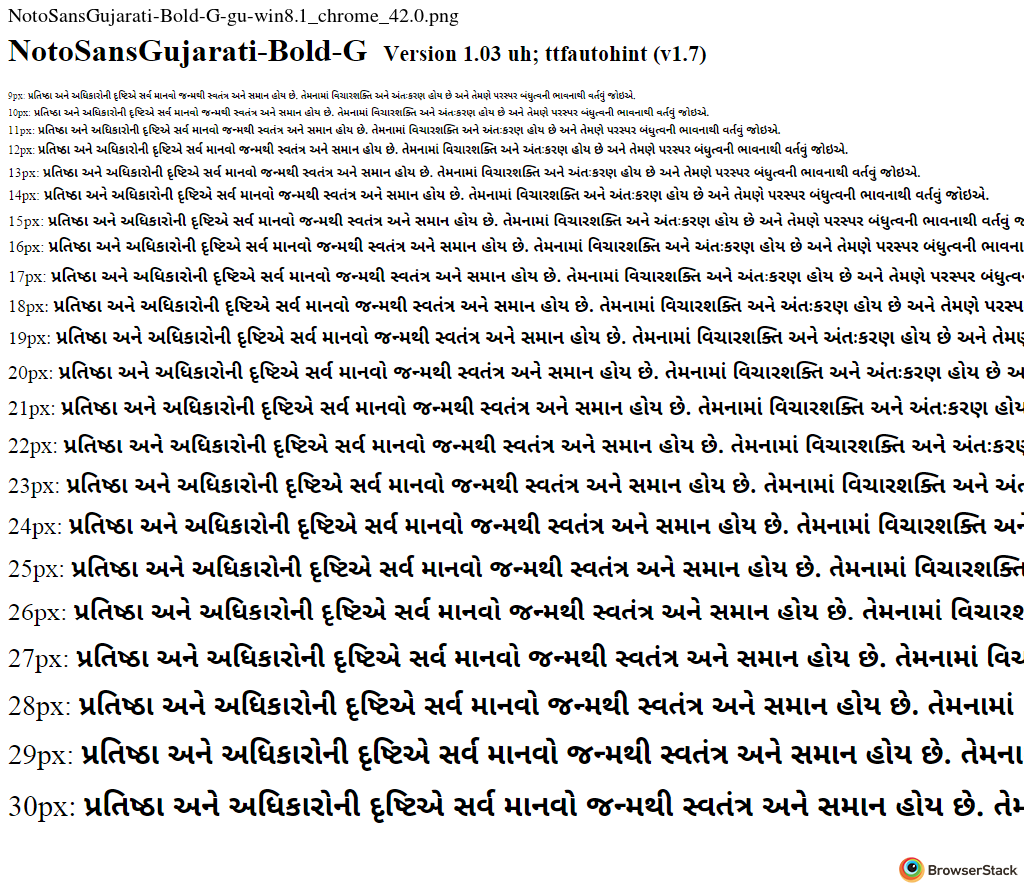 NotoSansGujarati-Bold-G-gu-win8.1_chrome_42.0.png
NotoSansGujarati-Bold-G Version 1.03 uh; ttfautohint (v1.7)
9px: પ્રતિષ્ઠા અને અધિકારોની દૃષ્ટિએ સર્વ માનવો જન્મથી સ્વતંત્ર અને સમાન હોય છે. તેમનામાં વિચારશક્તિ અને અંતઃકરણ હોય છે અને તેમણે પરસ્પર બંધુત્વની ભાવનાથી વર્તવું જોઇએ.
10px: પ્રતિષ્ઠા અને અધિકારોની દૃષ્ટિએ સર્વ માનવો જન્મથી સ્વતંત્ર અને સમાન હોય છે. તેમનામાં વિચારશક્તિ અને અંતઃકરણ હોય છે અને તેમણે પરસ્પર બંધુત્વની ભાવનાથી વર્તવું જોઇએ.
11px: પ્રતિષ્ઠા અને અધિકારોની દૃષ્ટિએ સર્વ માનવો જન્મથી સ્વતંત્ર અને સમાન હોય છે. તેમનામાં વિચારશક્તિ અને અંતઃકરણ હોય છે અને તેમણે પરસ્પર બંધુત્વની ભાવનાથી વર્તવું જોઇએ.
12px: પ્રતિષ્ઠા અને અધિકારોની દૃષ્ટિએ સર્વ માનવો જન્મથી સ્વતંત્ર અને સમાન હોય છે. તેમનામાં વિચારશક્તિ અને અંતઃકરણ હોય છે અને તેમણે પરસ્પર બંધુત્વની ભાવનાથી વર્તવું જોઇએ.
13px: પ્રતિષ્ઠા અને અધિકારોની દૃષ્ટિએ સર્વ માનવો જન્મથી સ્વતંત્ર અને સમાન હોય છે. તેમનામાં વિચારશક્તિ અને અંતઃકરણ હોય છે અને તેમણે પરસ્પર બંધુત્વની ભાવનાથી વર્તવું જોઇએ.
14px: પ્રતિષ્ઠા અને અધિકારોની દૃષ્ટિએ સર્વ માનવો જન્મથી સ્વતંત્ર અને સમાન હોય છે. તેમનામાં વિચારશક્તિ અને અંતઃકરણ હોય છે અને તેમણે પરસ્પર બંધુત્વની ભાવનાથી વર્તવું જોઇએ.
15px: પ્રતિષ્ઠા અને અધિકારોની દૃષ્ટિએ સર્વ માનવો જન્મથી સ્વતંત્ર અને સમાન હોય છે. તેમનામાં વિચારશક્તિ અને અંતઃકરણ હોય છે અને તેમણે પરસ્પર બંધુત્વની ભાવનાથી વર્તવું
16px: પ્રતિષ્ઠા અને અધિકારોની દૃષ્ટિએ સર્વ માનવો જન્મથી સ્વતંત્ર અને સમાન હોય છે. તેમનામાં વિચારશક્તિ અને અંતઃકરણ હોય છે અને તેમણે પરસ્પર બંધુત્વની ભાવના
17px: પ્રતિષ્ઠા અને અધિકારોની દૃષ્ટિએ સર્વ માનવો જન્મથી સ્વતંત્ર અને સમાન હોય છે. તેમનામાં વિચારશક્તિ અને અંતઃકરણ હોય છે અને તેમણે પરસ્પર
18px: પ્રતિષ્ઠા અને અધિકારોની દૃષ્ટિએ સર્વ માનવો જન્મથી સ્વતંત્ર અને સમાન હોય છે. તેમનામાં વિચારશક્તિ અને અંતઃકરણ હોય છે અને તેમણે પરસ્પ
19px: પ્રતિષ્ઠા અને અધિકારોની દૃષ્ટિએ સર્વ માનવો જન્મથી સ્વતંત્ર અને સમાન હોય છે. તેમનામાં વિચારશક્તિ અને અંતઃકરણ હોય છે અને
20px: પ્રતિષ્ઠા અને અધિકારોની દૃષ્ટિએ સર્વ માનવો જન્મથી સ્વતંત્ર અને સમાન હોય છે. તેમનામાં વિચારશક્તિ અને અંતઃકરણ હોય છે
21px: પ્રતિષ્ઠા અને અધિકારોની દૃષ્ટિએ સર્વ માનવો જન્મથી સ્વતંત્ર અને સમાન હોય છે. તેમનામાં વિચારશક્તિ અને અંતઃકરણ હોય
22px: પ્રતિષ્ઠા અને અધિકારોની દૃષ્ટિએ સર્વ માનવો જન્મથી સ્વતંત્ર અને સમાન હોય છે. તેમનામાં વિચારશક્તિ અને
23px: પ્રતિષ્ઠા અને અધિકારોની દૃષ્ટિએ સર્વ માનવો જન્મથી સ્વતંત્ર અને સમાન હોય છે. તેમનામાં વિચારશક્તિ અને
24px: પ્રતિષ્ઠા અને અધિકારોની દૃષ્ટિએ સર્વ માનવો જન્મથી સ્વતંત્ર અને સમાન હોય છે. તેમનામાં વિચારશક્તિ
25px: પ્રતિષ્ઠા અને અધિકારોની દૃષ્ટિએ સર્વ માનવો જન્મથી સ્વતંત્ર અને સમાન હોય છે. તેમનામાં વિચારશક્તિ
26px: પ્રતિષ્ઠા અને અધિકારોની દૃષ્ટિએ સર્વ માનવો જન્મથી સ્વતંત્ર અને સમાન હોય છે. તેમનામાં વિચારશ
27px: પ્રતિષ્ઠા અને અધિકારોની દૃષ્ટિએ સર્વ માનવો જન્મથી સ્વતંત્ર અને સમાન હોય છે. તેમનામાં વિચ
28px: પ્રતિષ્ઠા અને અધિકારોની દૃષ્ટિએ સર્વ માનવો જન્મથી સ્વતંત્ર અને સમાન હોય છે. તેમનામાં
29px: પ્રતિષ્ઠા અને અધિકારોની દૃષ્ટિએ સર્વ માનવો જન્મથી સ્વતંત્ર અને સમાન હોય છે. તેમના
30px: પ્રતિષ્ઠા અને અધિકારોની દૃષ્ટિએ સર્વ માનવો જન્મથી સ્વતંત્ર અને સમાન હોય છે. તેમ
BrowserStack